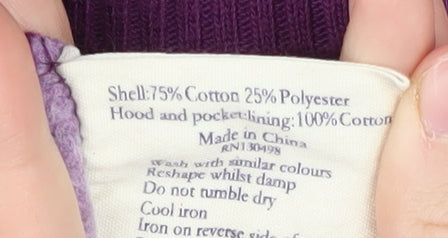 Shell:75% Cotton 25% Polyester
Hood and pocket:lining:100%Cotton
Made in China
RN130498
Wash with similar colours
Reshape whilst damp
Do not tumble dry
Cool iron
Iron on reverse side of